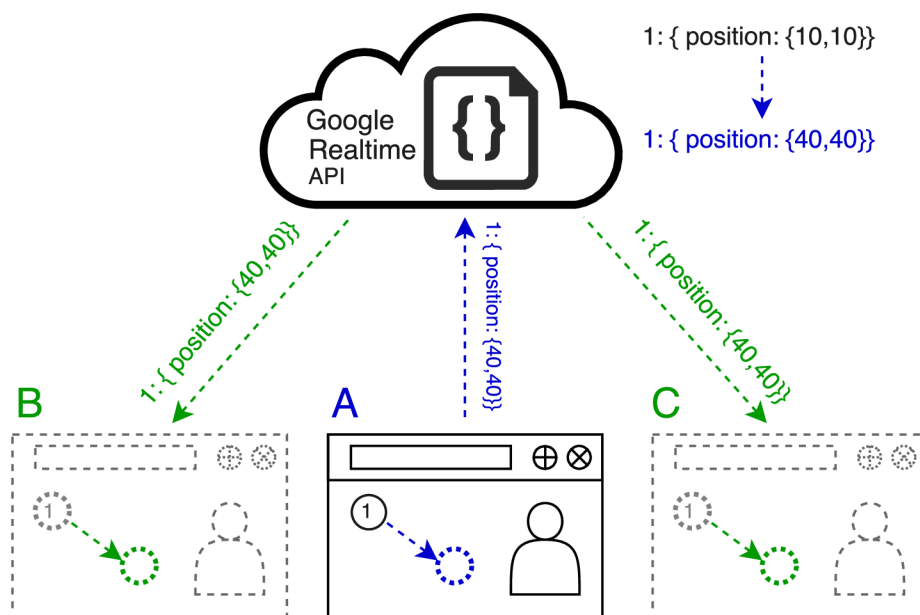 1: { position: {10,10}}
1: { position: {40,40}}
Google
Realtime
API
{}
1: { position: {40,40}}
1: { position: {40,40}}
1: { position: {40,40}}
B
A
C
1
1
1